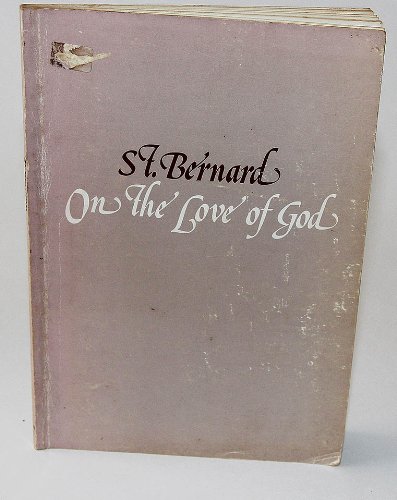 St. Bernard
On the Love of God